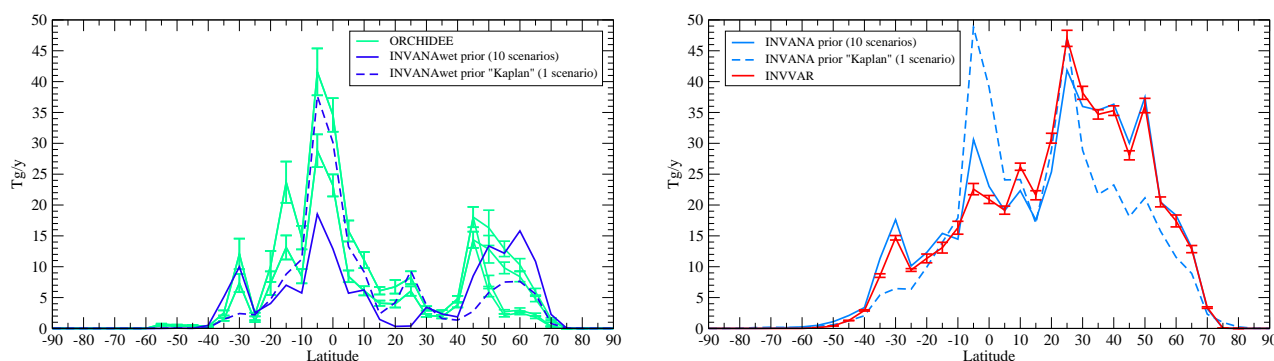 50
45
40
35
30
25
20
15
10
5
0
Tg/y
-90 -80 -70 -60 -50 -40 -30 -20 -10 0 10 20 30 40 50 60 70 80 90
Latitude
ORCHIDEE
INVANAwet prior (10 scenarios)
INVANAwet prior "Kaplan" (1 scenario)
50
45
40
35
30
25
20
15
10
5
0
Tg/y
-90 -80 -70 -60 -50 -40 -30 -20 -10 0 10 20 30 40 50 60 70 80 90
Latitude
INVANA prior (10 scenarios)
INVANA prior "Kaplan" (1 scenario)
INVVAR